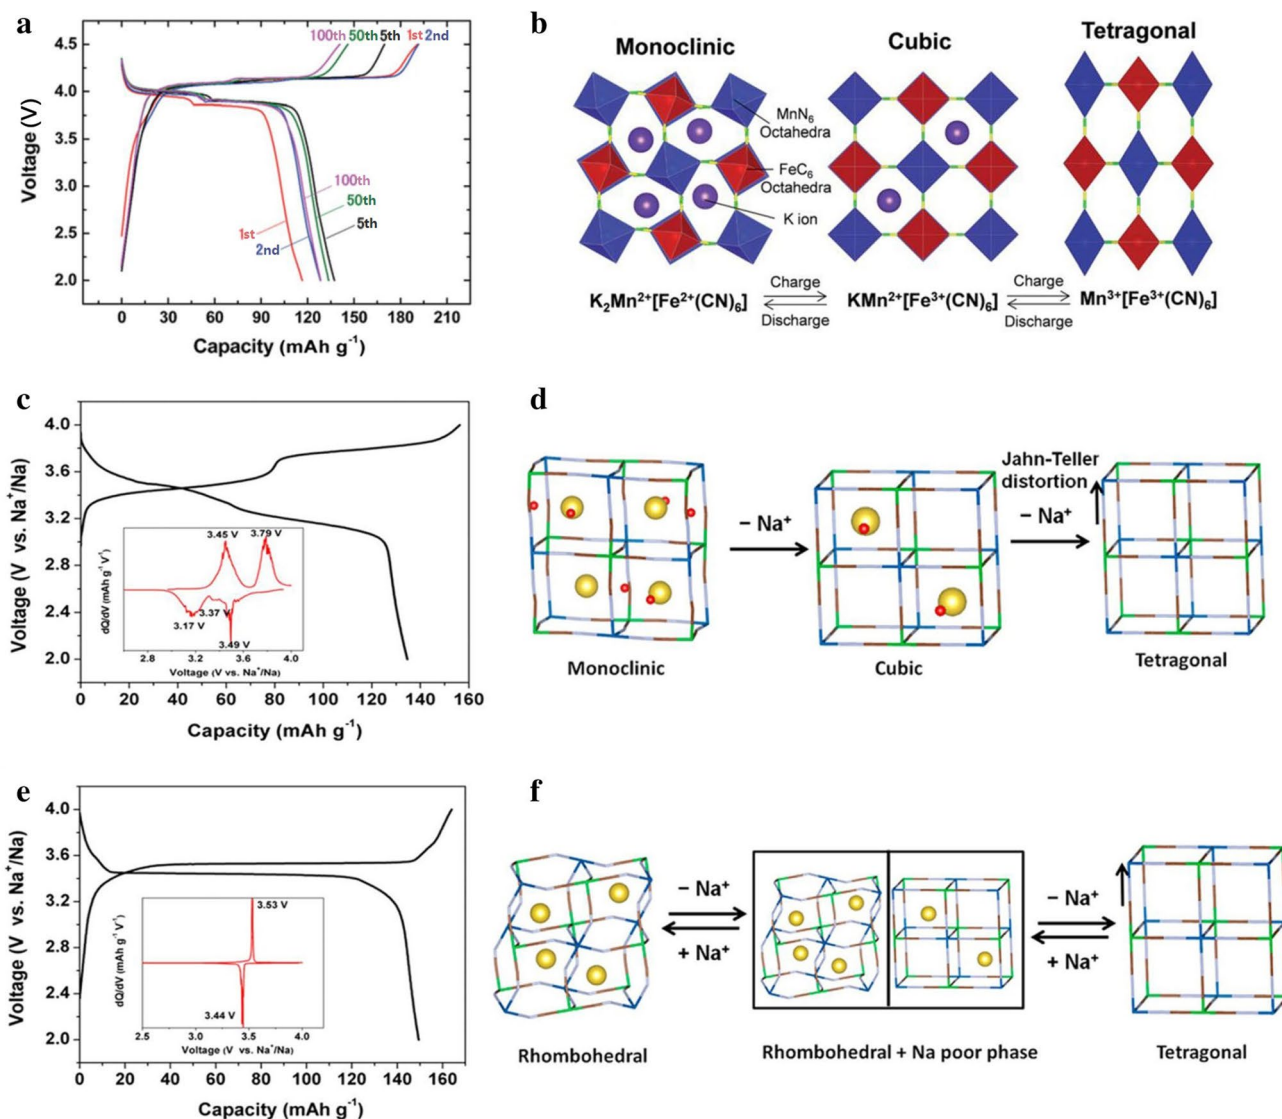 a
4.5
4.0
3.5
3.0
2.5
2.0
Voltage (V)
100th 50th 5th 1st 2nd
100th
50th
5th
1st
2nd
0 30 60 90 120 150 180 210
Capacity (mAh g⁻¹)
b
Monoclinic
Cubic
Tetragonal
MnN₆
Octahedra
FeC₆
Octahedra
K ion
K₂Mn²⁺[Fe²⁺(CN)₆]
Charge
Discharge
KMn²⁺[Fe³⁺(CN)₆]
Charge
Discharge
Mn³⁺[Fe³⁺(CN)₆]
c
4.0
3.6
3.2
2.8
2.4
2.0
Voltage (V vs. Na⁺/Na)
3.45 V
3.79 V
3.37 V
3.17 V
3.49 V
dQ/dV (mAh g⁻¹ V⁻¹)
2.8 3.2 3.6 4.0
Voltage (V vs. Na⁺/Na)
0 20 40 60 80 100 120 140 160
Capacity (mAh g⁻¹)
d
– Na⁺
Jahn-Teller
distortion
– Na⁺
Monoclinic
Cubic
Tetragonal
e
4.0
3.6
3.2
2.8
2.4
2.0
Voltage (V vs. Na⁺/Na)
3.53 V
3.44 V
dQ/dV (mAh g⁻¹ V⁻¹)
2.5 3.0 3.5 4.0
Voltage (V vs. Na⁺/Na)
0 20 40 60 80 100 120 140 160
Capacity (mAh g⁻¹)
f
– Na⁺
+ Na⁺
– Na⁺
+ Na⁺
Rhombohedral
Rhombohedral + Na poor phase
Tetragonal